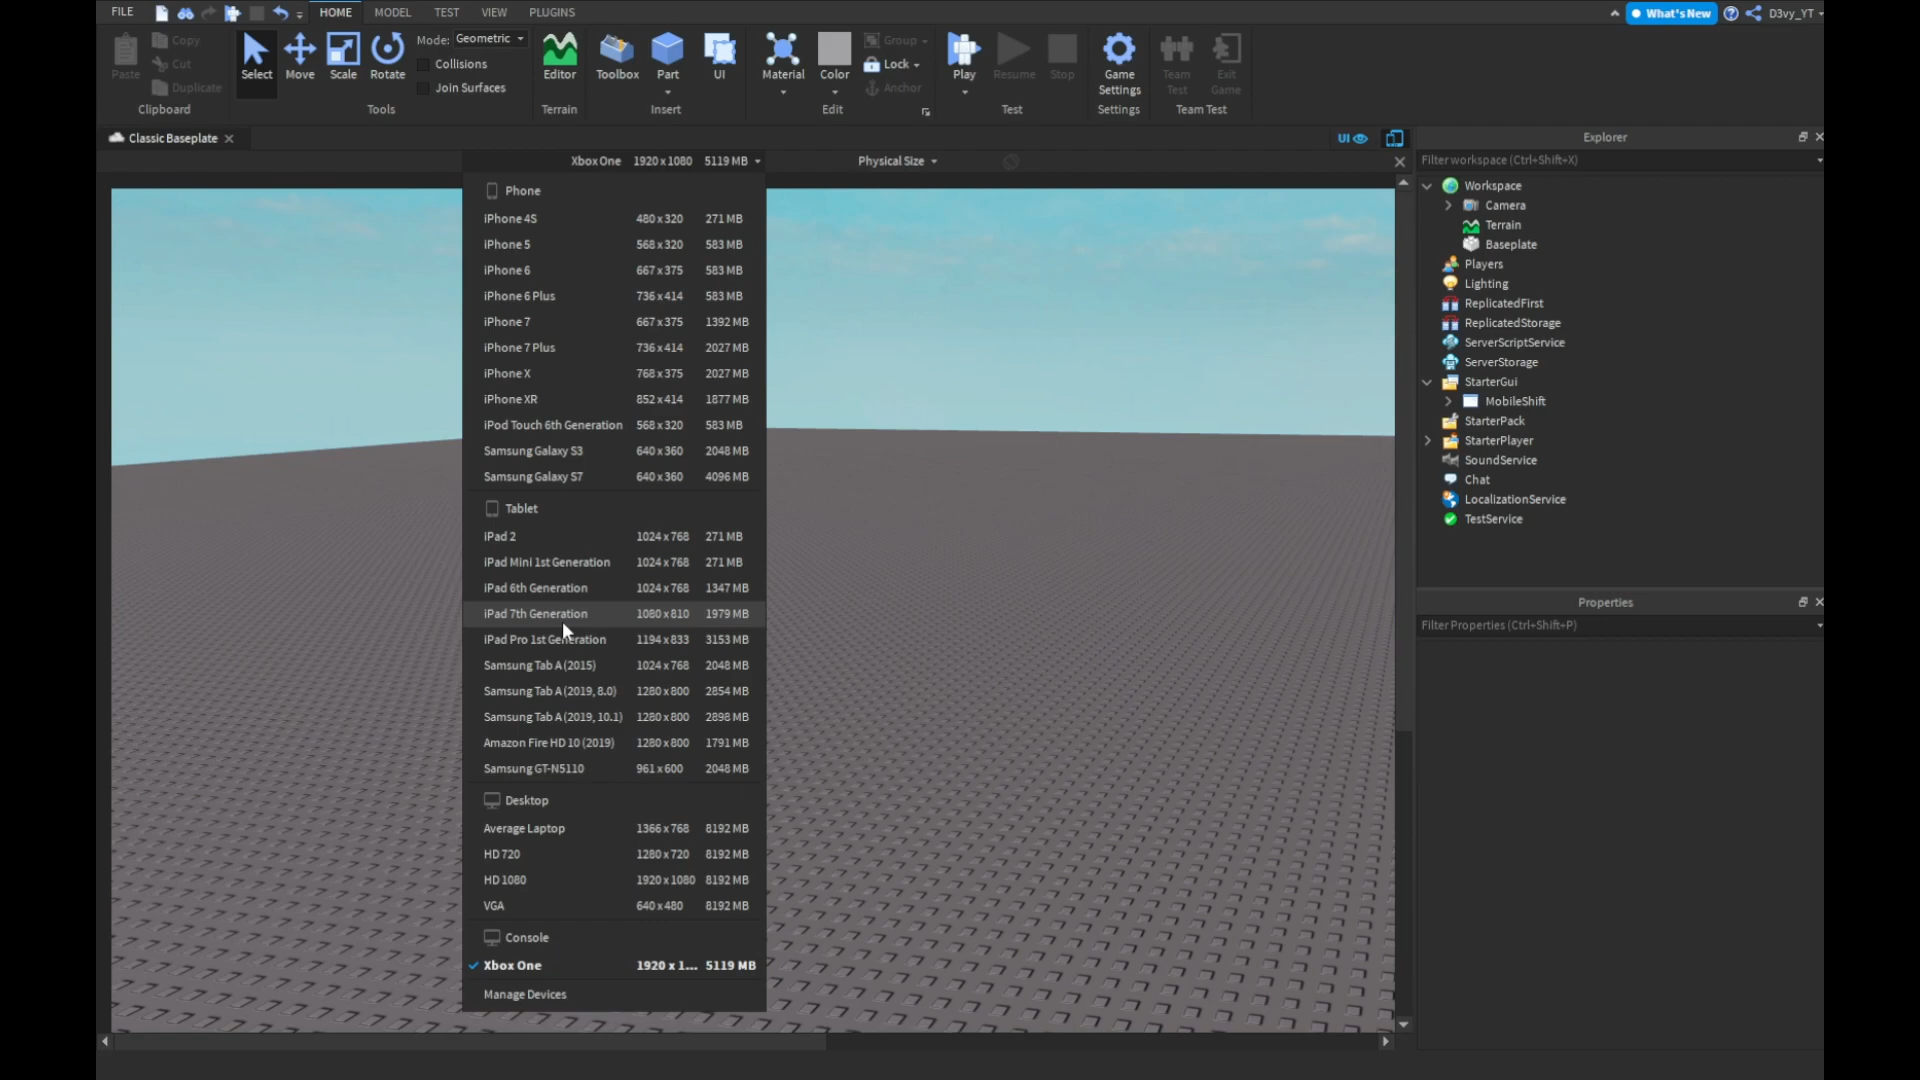 FILE HOME MODEL TEST VIEW PLUGINS What's New D3vy_YT
Paste Copy Cut Duplicate Clipboard
Select Move Scale Rotate Mode: Geometric Collisions Join Surfaces Tools
Editor Terrain
Toolbox Part UI Insert
Material Color Group Lock Anchor Edit
Play Resume Stop Test
Game Settings Settings
Team Test Exit Game Team Test
Classic Baseplate UI
Xbox One 1920 x 1080 5119 MB Physical Size
Phone
iPhone 4S 480 x 320 271 MB
iPhone 5 568 x 320 583 MB
iPhone 6 667 x 375 583 MB
iPhone 6 Plus 736 x 414 583 MB
iPhone 7 667 x 375 1392 MB
iPhone 7 Plus 736 x 414 2027 MB
iPhone X 768 x 375 2027 MB
iPhone XR 852 x 414 1877 MB
iPod Touch 6th Generation 568 x 320 583 MB
Samsung Galaxy S3 640 x 360 2048 MB
Samsung Galaxy S7 640 x 360 4096 MB
Tablet
iPad 2 1024 x 768 271 MB
iPad Mini 1st Generation 1024 x 768 271 MB
iPad 6th Generation 1024 x 768 1347 MB
iPad 7th Generation 1080 x 810 1979 MB
iPad Pro 1st Generation 1194 x 833 3153 MB
Samsung Tab A (2015) 1024 x 768 2048 MB
Samsung Tab A (2019, 8.0) 1280 x 800 2854 MB
Samsung Tab A (2019, 10.1) 1280 x 800 2898 MB
Amazon Fire HD 10 (2019) 1280 x 800 1791 MB
Samsung GT-N5110 961 x 600 2048 MB
Desktop
Average Laptop 1366 x 768 8192 MB
HD 720 1280 x 720 8192 MB
HD 1080 1920 x 1080 8192 MB
VGA 640 x 480 8192 MB
Console
Xbox One 1920 x 1... 5119 MB
Manage Devices
Explorer
Filter workspace (Ctrl+Shift+X)
Workspace
Camera
Terrain
Baseplate
Players
Lighting
ReplicatedFirst
ReplicatedStorage
ServerScriptService
ServerStorage
StarterGui
MobileShift
StarterPack
StarterPlayer
SoundService
Chat
LocalizationService
TestService
Properties
Filter Properties (Ctrl+Shift+P)